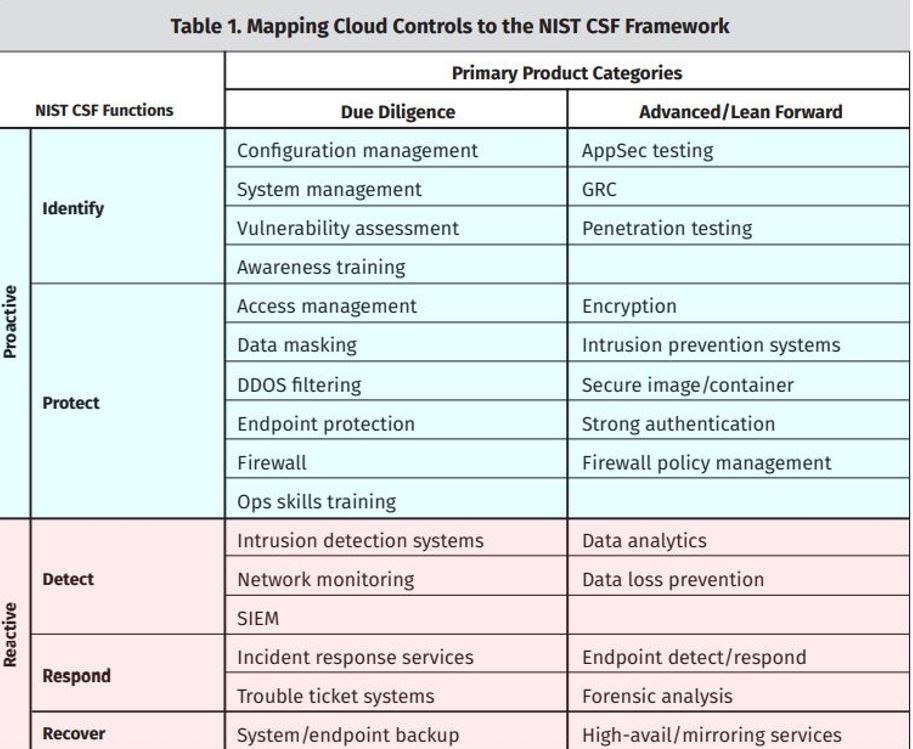 Table 1. Mapping Cloud Controls to the NIST CSF Framework
Primary Product Categories
NIST CSF Functions Due Diligence Advanced/Lean Forward
Proactive
Identify
Configuration management AppSec testing
System management GRC
Vulnerability assessment Penetration testing
Awareness training
Protect
Access management Encryption
Data masking Intrusion prevention systems
DDOS filtering Secure image/container
Endpoint protection Strong authentication
Firewall Firewall policy management
Ops skills training
Reactive
Detect
Intrusion detection systems Data analytics
Network monitoring Data loss prevention
SIEM
Respond
Incident response services Endpoint detect/respond
Trouble ticket systems Forensic analysis
Recover System/endpoint backup High-avail/mirroring services